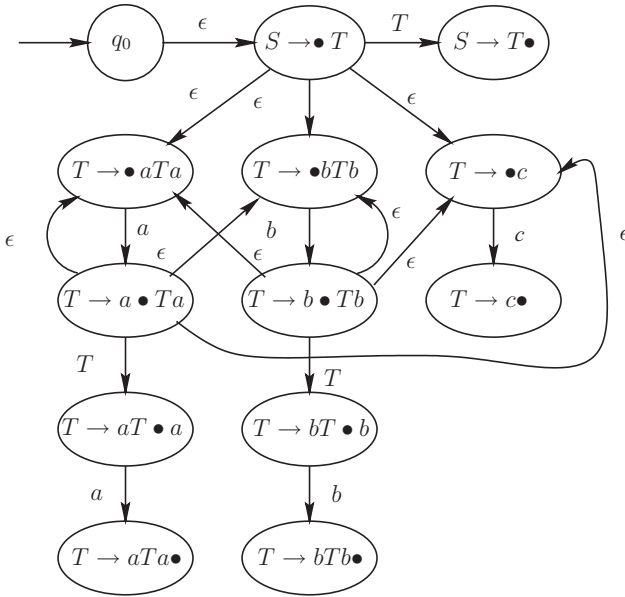 q₀ ϵ S →• T T S → T•
ϵ ϵ ϵ
T →• aTa T → •bTb T → •c
ϵ a ϵ b ϵ ϵ ϵ c ϵ
T → a • Ta T → b • Tb T → c•
T T
T → aT • a T → bT • b
a b
T → aTa• T → bTb•